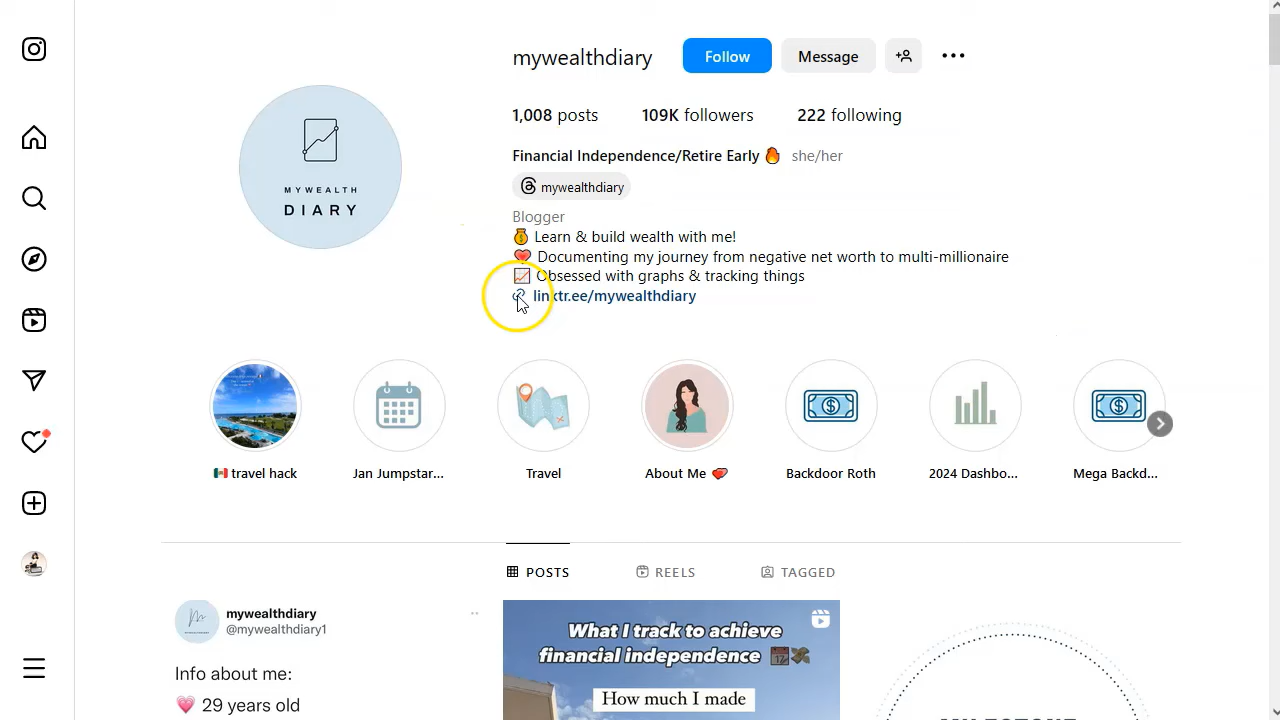 mywealthdiary
Follow
Message
1,008 posts
109K followers
222 following
Financial Independence/Retire Early 🔥 she/her
mywealthdiary
Blogger
💰 Learn & build wealth with me!
❤️ Documenting my journey from negative net worth to multi-millionaire
📈 Obsessed with graphs & tracking things
linktr.ee/mywealthdiary
MYWEALTH
DIARY
🇲🇽 travel hack
Jan Jumpstar...
Travel
About Me ❤️
Backdoor Roth
2024 Dashbo...
Mega Backd...
POSTS
REELS
TAGGED
mywealthdiary
@mywealthdiary1
Info about me:
💗 29 years old
What I track to achieve
financial independence 📅💸
How much I made